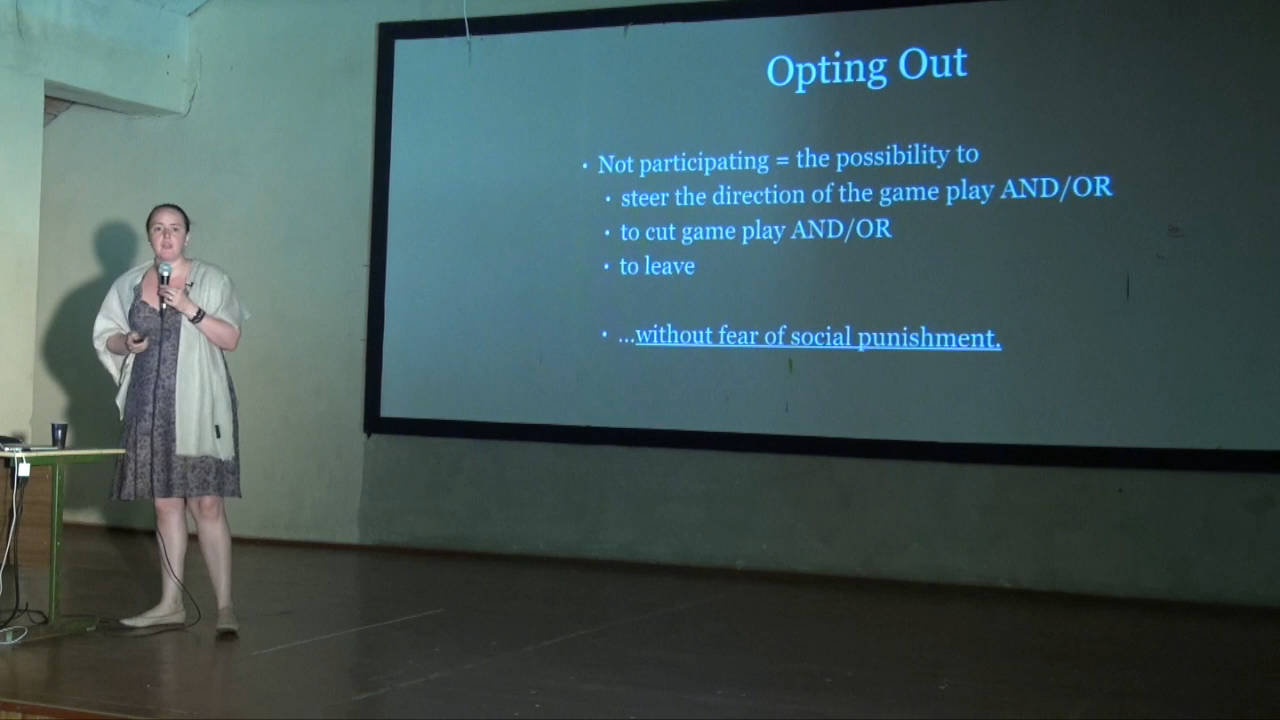 Opting Out
· Not participating = the possibility to
· steer the direction of the game play AND/OR
· to cut game play AND/OR
· to leave
· ...without fear of social punishment.